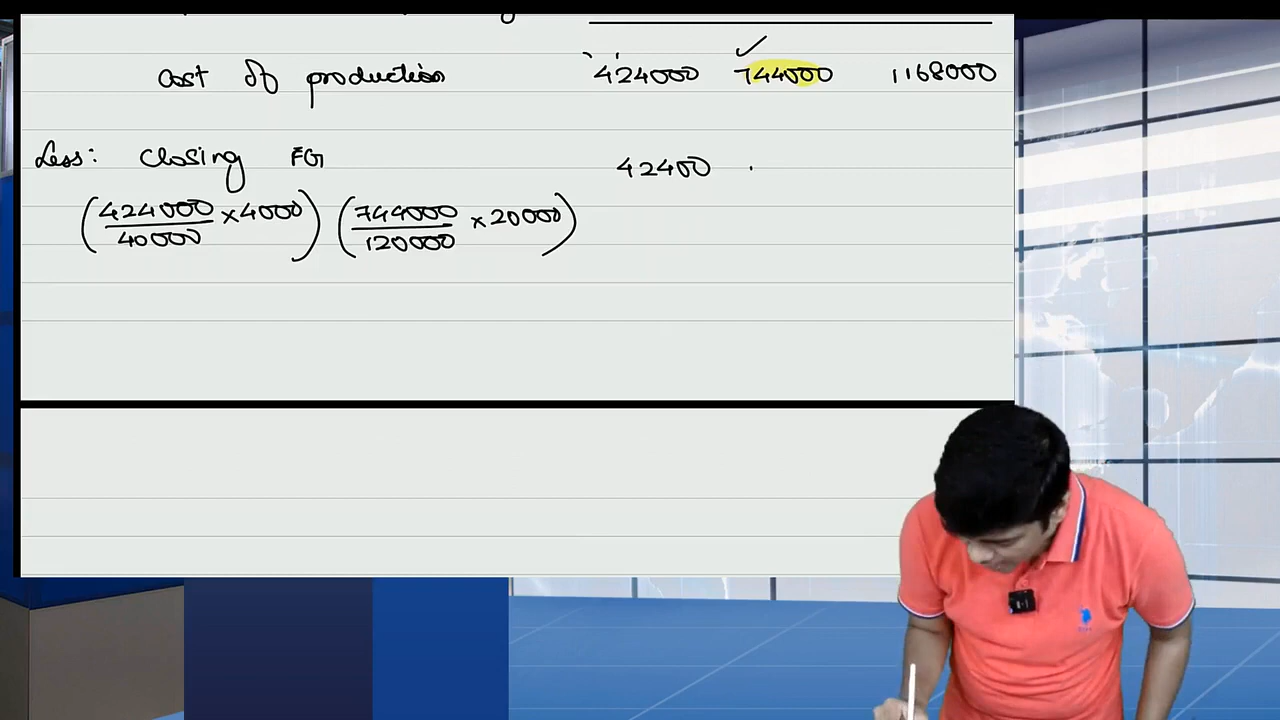 cost of production 424000 744000 1168000
Less: Closing FG 42400
(424000/40000 x 4000) (744000/120000 x 20000)